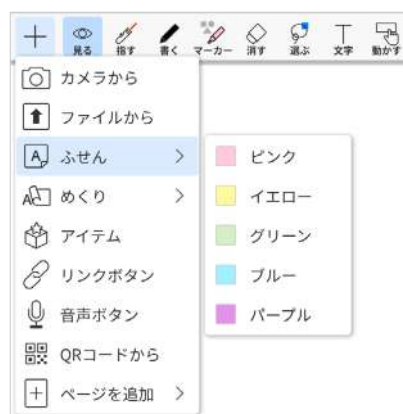 見る 指す 書く マーカー 消す 選ぶ 文字 動かす
カメラから
ファイルから
ふせん
めくり
アイテム
リンクボタン
音声ボタン
QRコードから
ページを追加
ピンク
イエロー
グリーン
ブルー
パープル